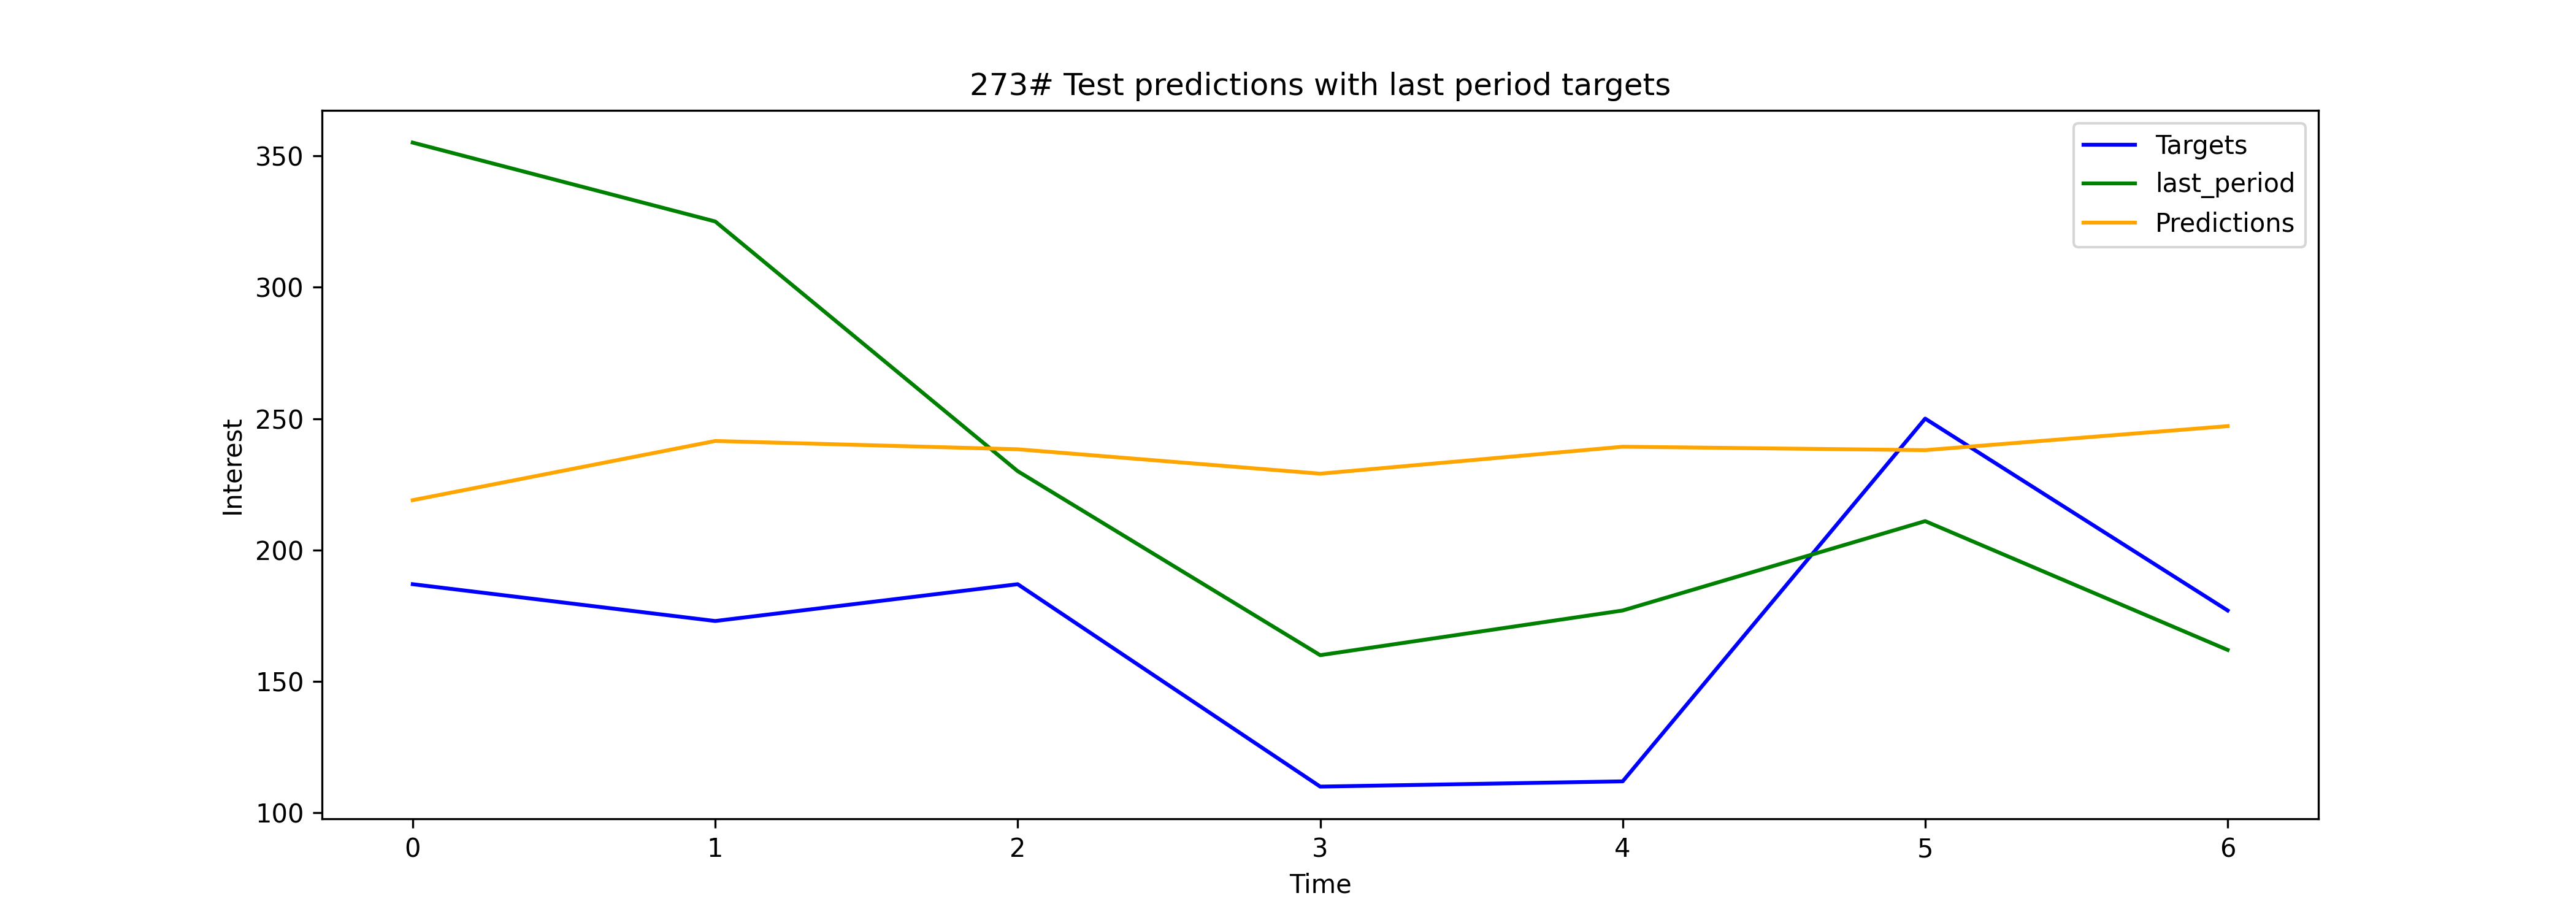 273# Test predictions with last period targets
Targets
last_period
Predictions
350
300
250
200
150
100
Interest
0 1 2 3 4 5 6
Time